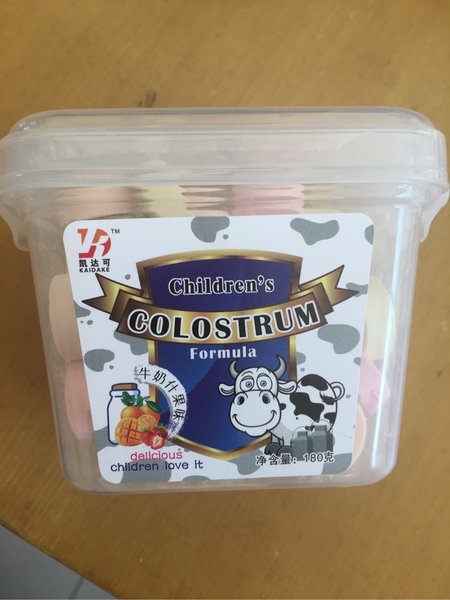 TM
凯达可
KAIDAKE
Children's
COLOSTRUM
Formula
牛奶什果味
delicious
children love it
净含量：180克